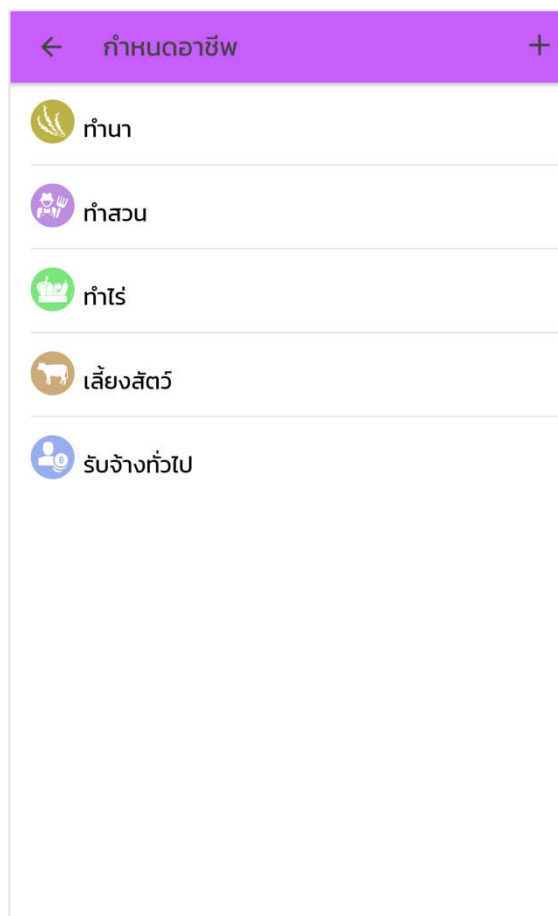 กำหนดอาชีพ
ทำนา
ทำสวน
ทำไร่
เลี้ยงสัตว์
รับจ้างทั่วไป